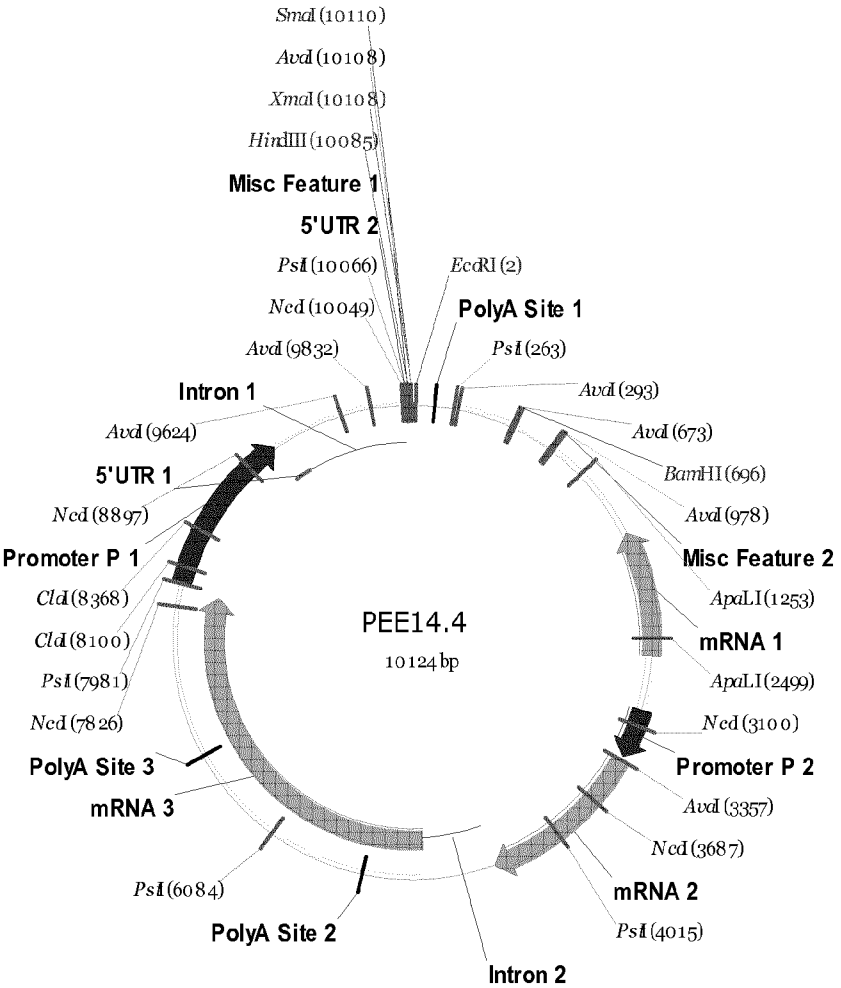 SmaI (10110)
AvaI (10108)
XmaI (10108)
HindIII (10085)
Misc Feature 1
5'UTR 2
PstI (10066)
EcoRI (2)
NcoI (10049)
PolyA Site 1
AvaI (9832)
PstI (263)
Intron 1
AvaI (293)
AvaI (9624)
AvaI (673)
5'UTR 1
BamHI (696)
NcoI (8897)
AvaI (978)
Promoter P 1
Misc Feature 2
ClaI (8368)
ApaLI (1253)
PEE14.4
ClaI (8100)
mRNA 1
10124 bp
PstI (7981)
ApaLI (2499)
NcoI (7826)
NcoI (3100)
PolyA Site 3
Promoter P 2
mRNA 3
AvaI (3357)
NcoI (3687)
PstI (6084)
mRNA 2
PolyA Site 2
PstI (4015)
Intron 2